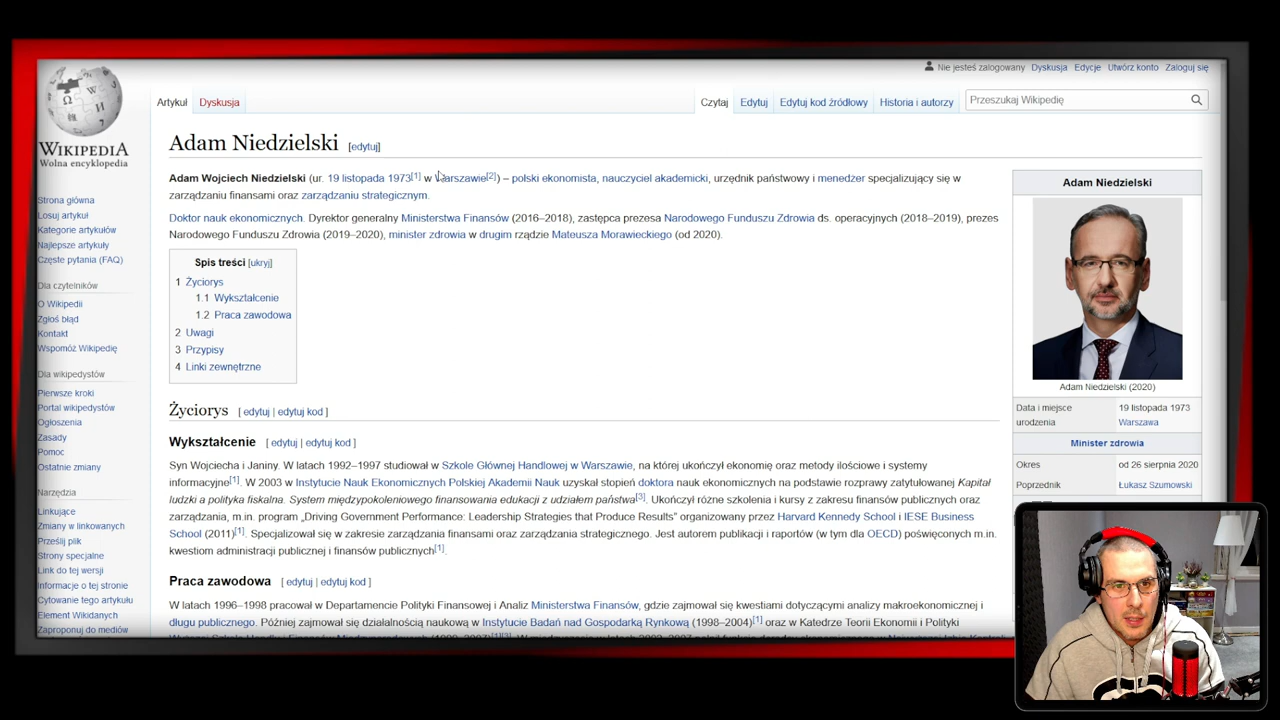 Nie jesteś zalogowany Dyskusja Edycje Utwórz konto Zaloguj się
Artykuł Dyskusja Czytaj Edytuj Edytuj kod źródłowy Historia i autorzy Przeszukaj Wikipedię
WIKIPEDIA
Wolna encyklopedia
Strona główna
Losuj artykuł
Kategorie artykułów
Najlepsze artykuły
Częste pytania (FAQ)
Dla czytelników
O Wikipedii
Zgłoś błąd
Kontakt
Wspomóż Wikipedię
Dla wikipedystów
Pierwsze kroki
Portal wikipedystów
Ogłoszenia
Zasady
Pomoc
Ostatnie zmiany
Narzędzia
Linkujące
Zmiany w linkowanych
Prześlij plik
Strony specjalne
Link do tej wersji
Informacje o tej stronie
Cytowanie tego artykułu
Element Wikidanych
Zaproponuj do mediów
Adam Niedzielski [edytuj]
Adam Wojciech Niedzielski (ur. 19 listopada 1973[1] w Warszawie[2]) – polski ekonomista, nauczyciel akademicki, urzędnik państwowy i menedżer specjalizujący się w
zarządzaniu finansami oraz zarządzaniu strategicznym.
Doktor nauk ekonomicznych. Dyrektor generalny Ministerstwa Finansów (2016–2018), zastępca prezesa Narodowego Funduszu Zdrowia ds. operacyjnych (2018–2019), prezes
Narodowego Funduszu Zdrowia (2019–2020), minister zdrowia w drugim rządzie Mateusza Morawieckiego (od 2020).
Spis treści [ukryj]
1 Życiorys
1.1 Wykształcenie
1.2 Praca zawodowa
2 Uwagi
3 Przypisy
4 Linki zewnętrzne
Życiorys [ edytuj | edytuj kod ]
Wykształcenie [ edytuj | edytuj kod ]
Syn Wojciecha i Janiny. W latach 1992–1997 studiował w Szkole Głównej Handlowej w Warszawie, na której ukończył ekonomię oraz metody ilościowe i systemy
informacyjne[1]. W 2003 w Instytucie Nauk Ekonomicznych Polskiej Akademii Nauk uzyskał stopień doktora nauk ekonomicznych na podstawie rozprawy zatytułowanej Kapitał
ludzki a polityka fiskalna. System międzypokoleniowego finansowania edukacji z udziałem państwa[3]. Ukończył różne szkolenia i kursy z zakresu finansów publicznych oraz
zarządzania, m.in. program „Driving Government Performance: Leadership Strategies that Produce Results” organizowany przez Harvard Kennedy School i IESE Business
School (2011)[1]. Specjalizował się w zakresie zarządzania finansami oraz zarządzania strategicznego. Jest autorem publikacji i raportów (w tym dla OECD) poświęconych m.in.
kwestiom administracji publicznej i finansów publicznych[1].
Praca zawodowa [ edytuj | edytuj kod ]
W latach 1996–1998 pracował w Departamencie Polityki Finansowej i Analiz Ministerstwa Finansów, gdzie zajmował się kwestiami dotyczącymi analizy makroekonomicznej i
długu publicznego. Później zajmował się działalnością naukową w Instytucie Badań nad Gospodarką Rynkową (1998–2004)[1] oraz w Katedrze Teorii Ekonomii i Polityki
Adam Niedzielski
Adam Niedzielski (2020)
Data i miejsce urodzenia 19 listopada 1973
Warszawa
Minister zdrowia
Okres od 26 sierpnia 2020
Poprzednik Łukasz Szumowski